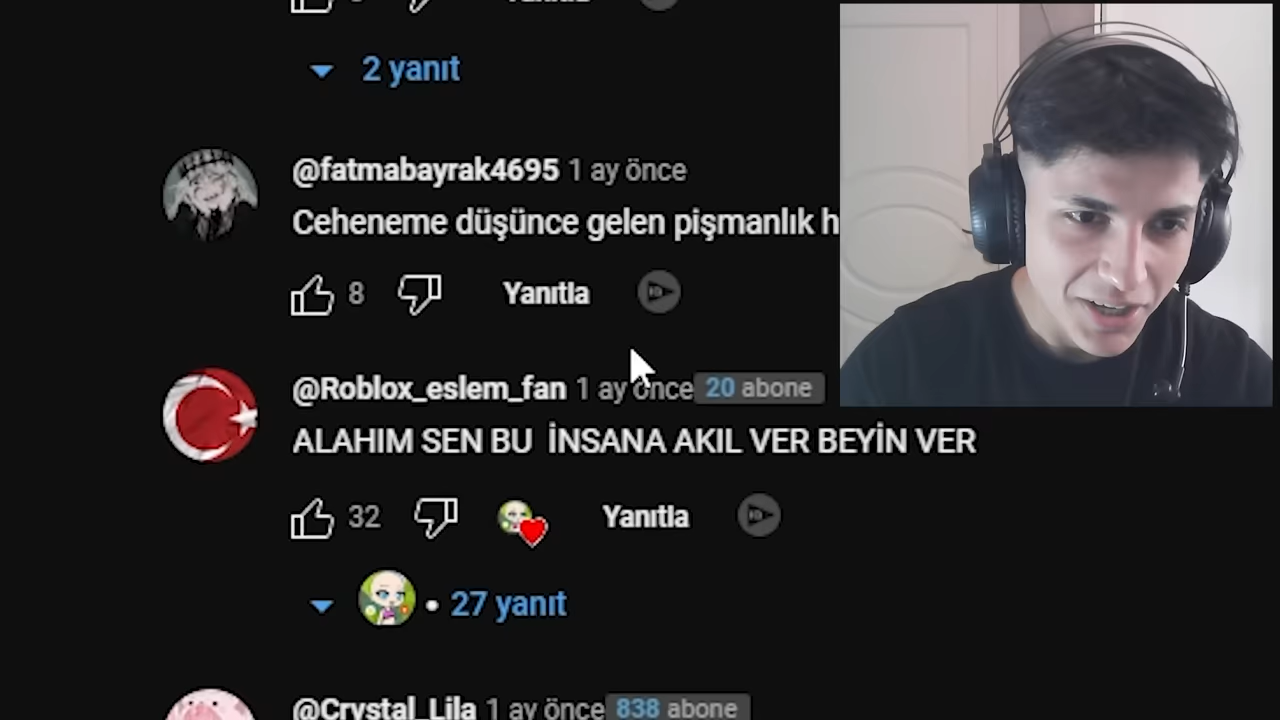 2 yanıt
@fatmabayrak4695 1 ay önce
Ceheneme düşünce gelen pişmanlık
8 Yanıtla
@Roblox_eslem_fan 1 ay önce 20 abone
ALAHIM SEN BU İNSANA AKIL VER BEYİN VER
32 Yanıtla
27 yanıt
@Crystal_Lila 1 ay önce 838 abone